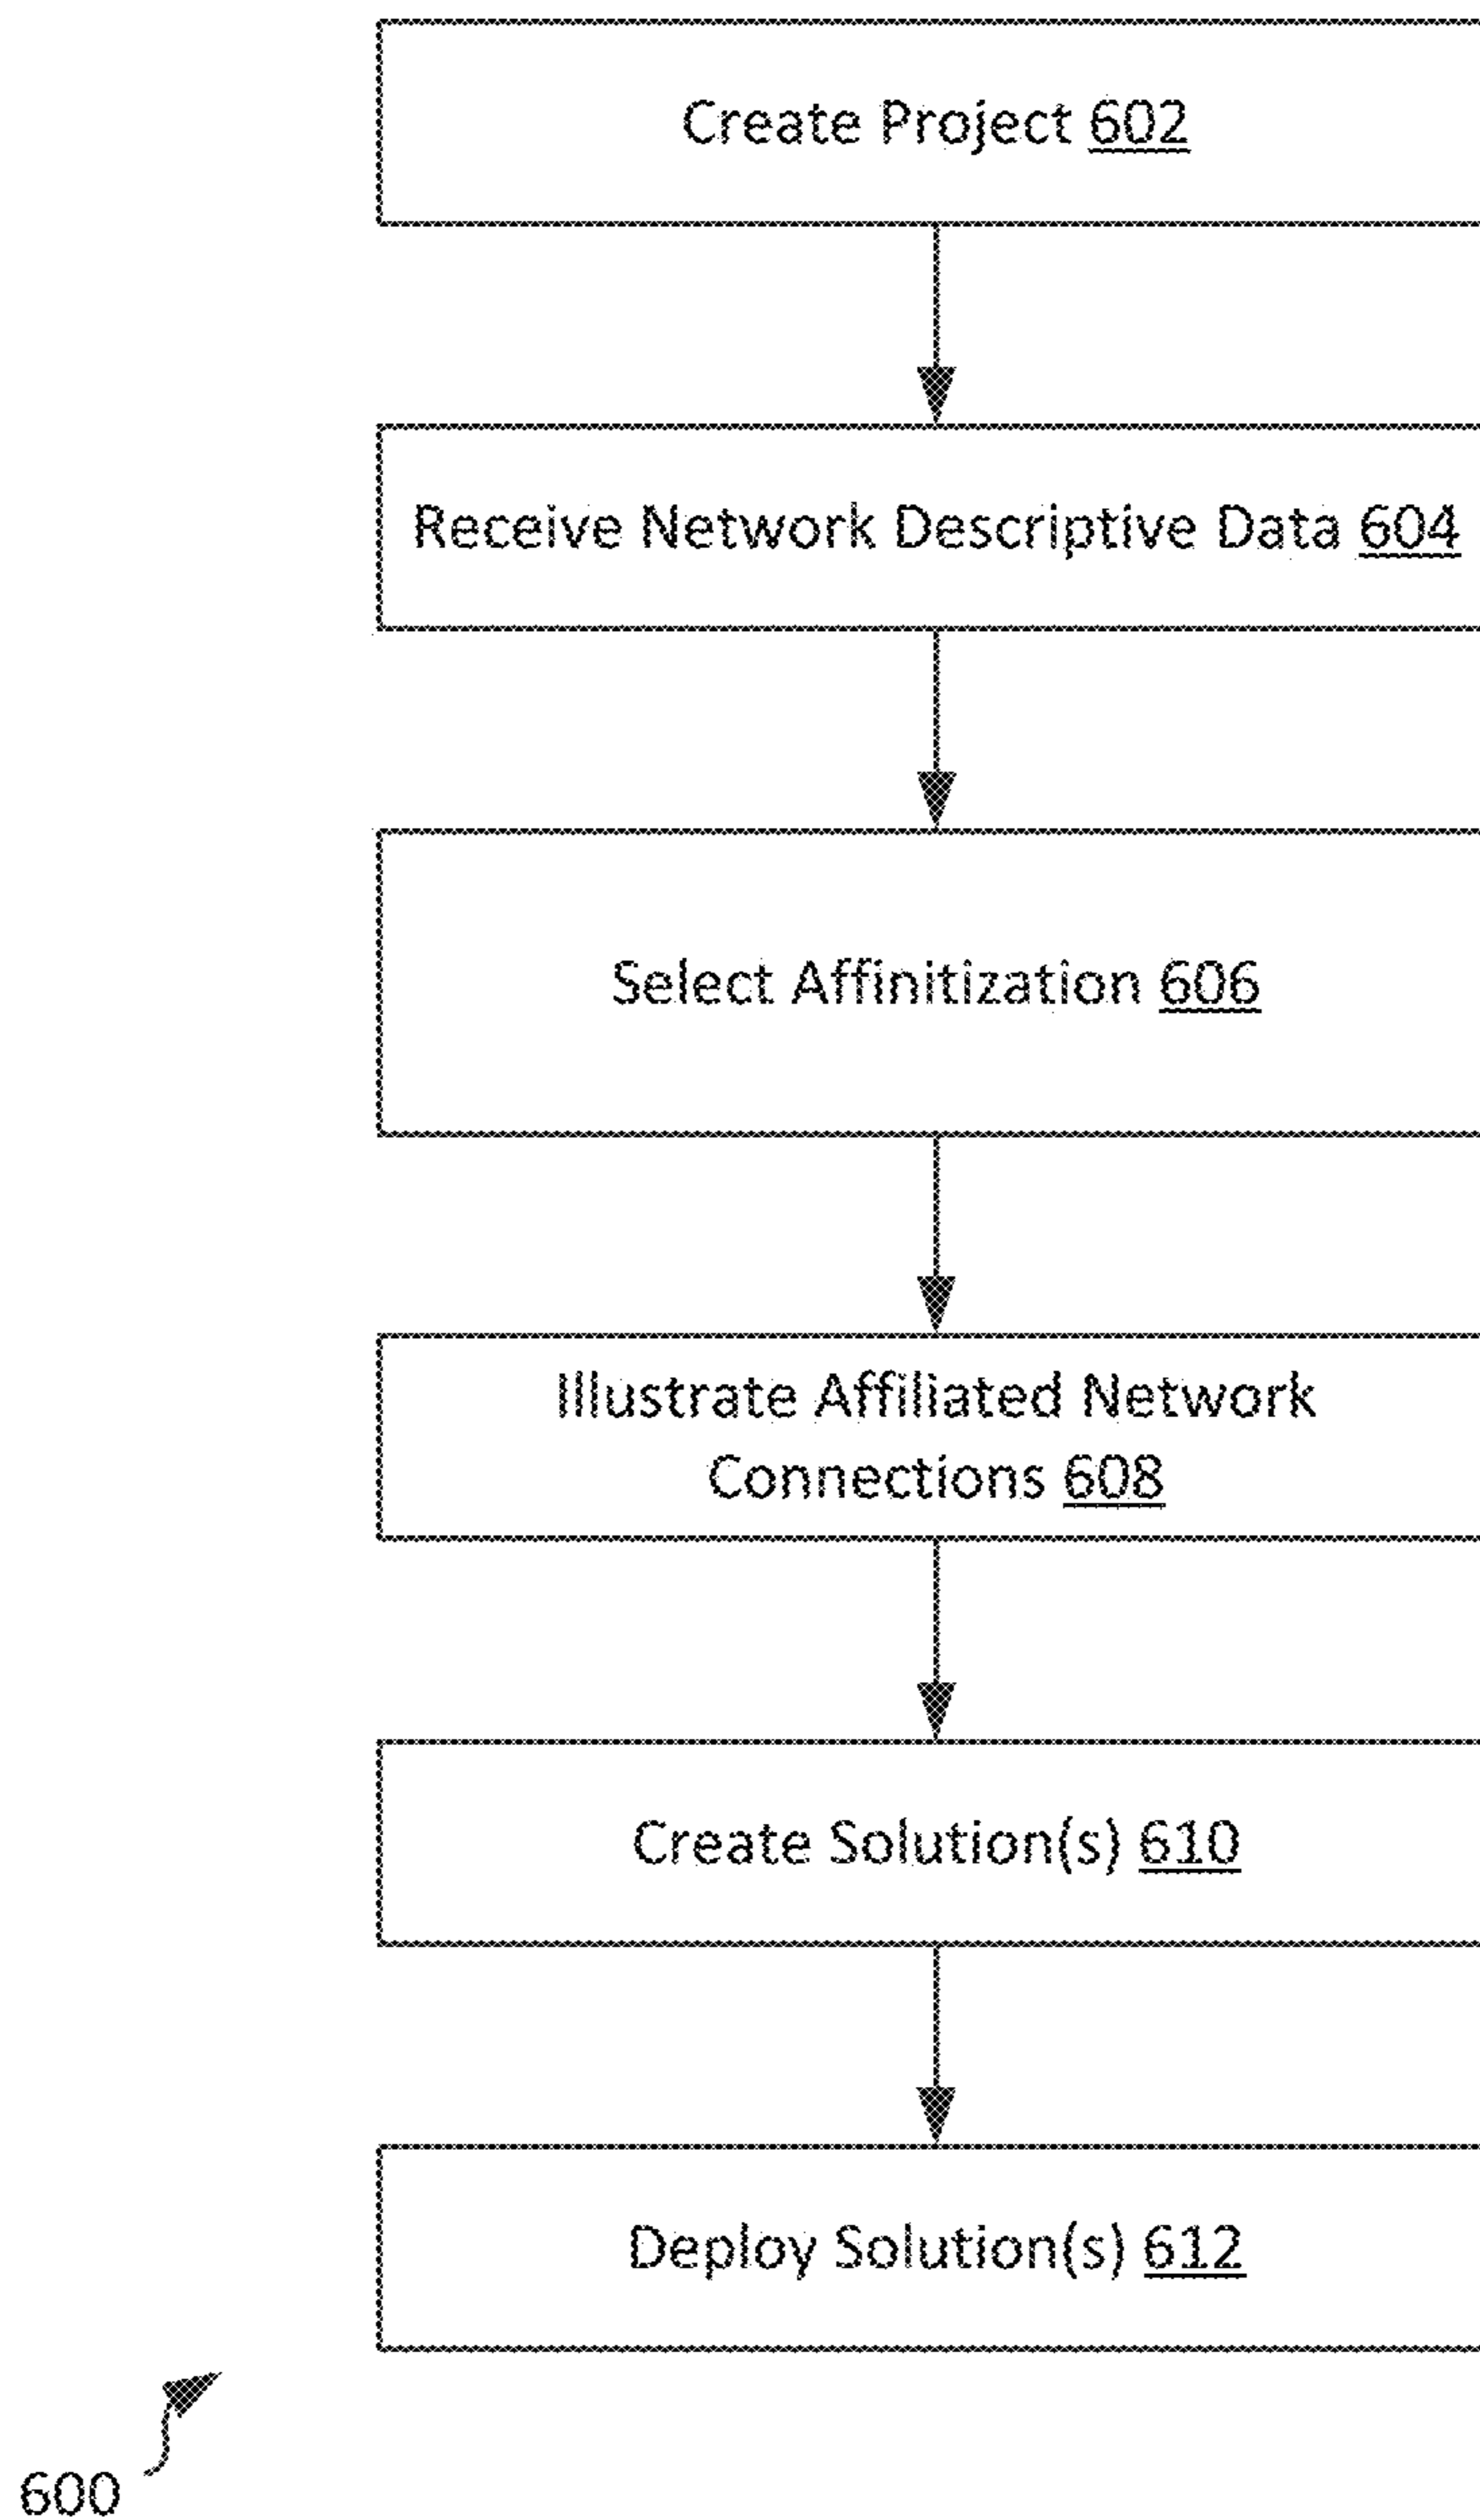 Create Project 602
Receive Network Descriptive Data 604
Select Affinitization 606
Illustrate Affiliated Network
Connections 608
Create Solution(s) 610
Deploy Solution(s) 612
600